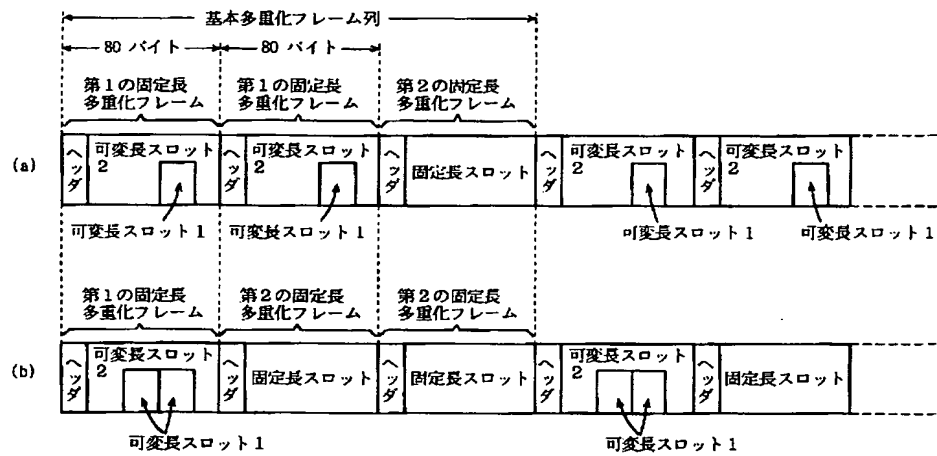 基本多重化フレーム列
80 バイト
80 バイト
第1の固定長
多重化フレーム
第1の固定長
多重化フレーム
第2の固定長
多重化フレーム
(a)
ヘッダ
可変長スロット
2
ヘッダ
可変長スロット
2
ヘッダ
固定長スロット
ヘッダ
可変長スロット
2
ヘッダ
可変長スロット
2
可変長スロット1
可変長スロット1
可変長スロット1
可変長スロット1
第1の固定長
多重化フレーム
第2の固定長
多重化フレーム
第2の固定長
多重化フレーム
(b)
ヘッダ
可変長スロット
2
ヘッダ
固定長スロット
ヘッダ
固定長スロット
ヘッダ
可変長スロット
2
ヘッダ
固定長スロット
可変長スロット1
可変長スロット1